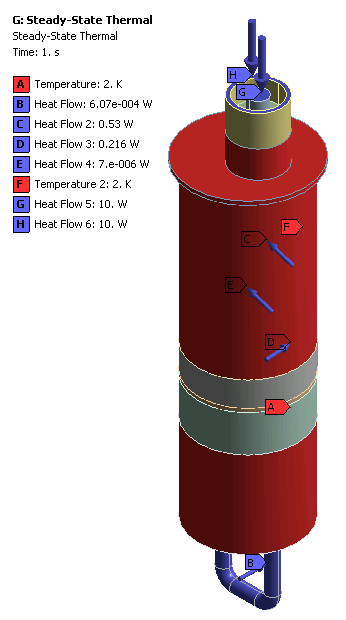 G: Steady-State Thermal
Steady-State Thermal
Time: 1. s
A Temperature: 2. K
B Heat Flow: 6.07e-004 W
C Heat Flow 2: 0.53 W
D Heat Flow 3: 0.216 W
E Heat Flow 4: 7.e-006 W
F Temperature 2: 2. K
G Heat Flow 5: 10. W
H Heat Flow 6: 10. W
H
G
F
C
E
D
A
B